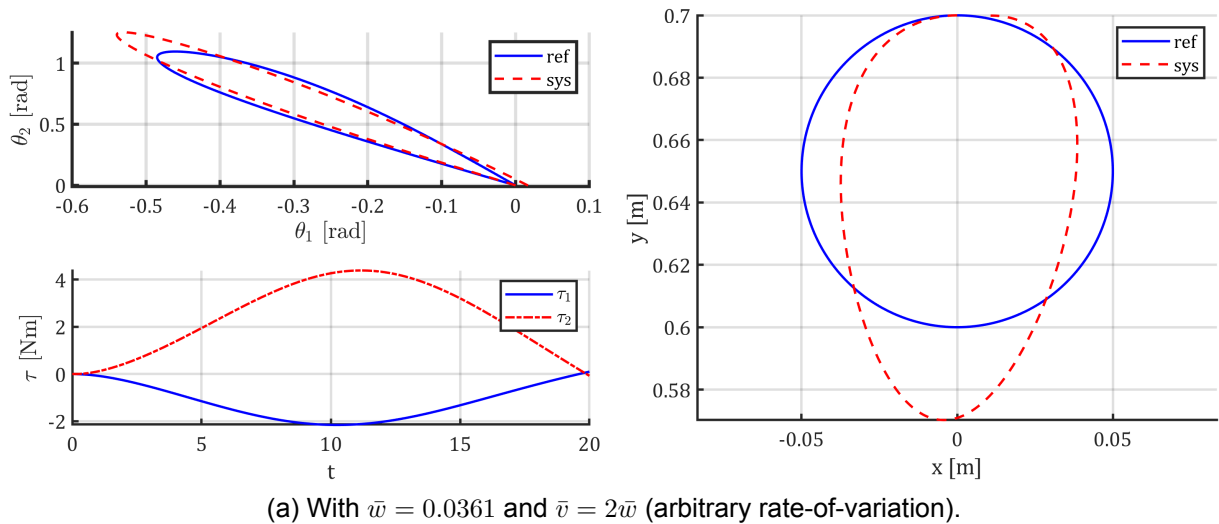 1
0.5
0
θ₂ [rad]
-0.6 -0.5 -0.4 -0.3 -0.2 -0.1 0 0.1
θ₁ [rad]
ref
sys
4
2
0
-2
τ [Nm]
0 5 10 15 20
t
τ₁
τ₂
0.7
0.68
0.66
0.64
0.62
0.6
0.58
y [m]
-0.05 0 0.05
x [m]
ref
sys
(a) With w̄ = 0.0361 and v̄ = 2w̄ (arbitrary rate-of-variation).